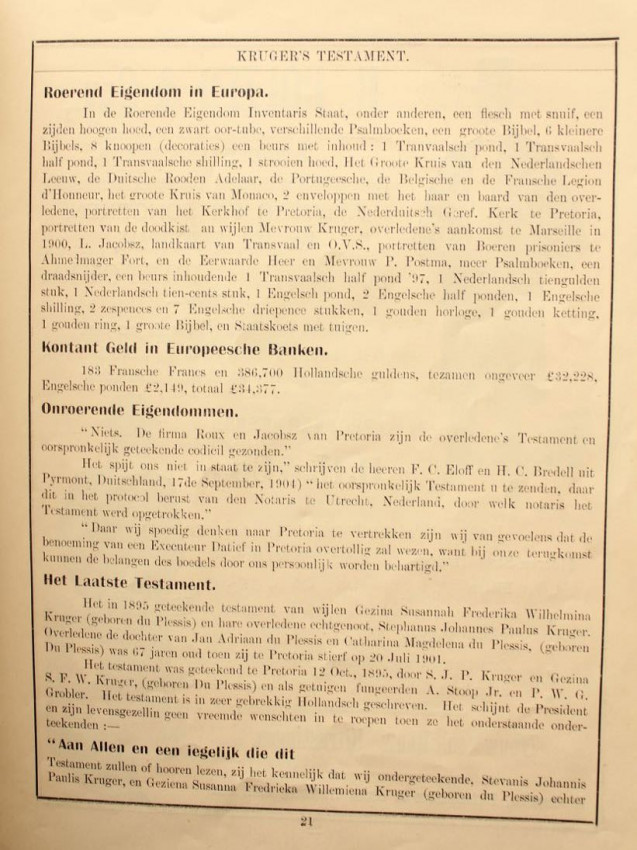 KRUGER'S TESTAMENT.
Roerend Eigendom in Europa.
In de Roerende Eigendom Inventaris Staat, onder anderen, een flesch met snuif, een
zijden hoogen hoed, een zwart oor-tube, verschillende Psalmboeken, een groote Bijbel, 6 kleinere
Bijbels, 8 knoopen (decoraties) een beurs met inhoud: 1 Tranvaalsch pond, 1 Transvaalsch
half pond, 1 Transvaalsche shilling, 1 strooien hoed, Het Groote Kruis van den Nederlandschen
Leeuw, de Duitsche Rooden Adelaar, de Portugeesche, de Belgische en de Fransche Legion
d'Honneur, het groote Kruis van Monaco, 2 enveloppen met het haar en baard van den over-
ledene, portretten van het Kerkhof te Pretoria, de Nederduitsch Geref. Kerk te Pretoria,
portretten van de doodkist an wijlen Mevrouw Kruger, overledene's aankomst te Marseille in
1900, L. Jacobsz, landkaart van Transvaal en O.V.S., portretten van Boeren prisoniers te
Ahmelmager Fort, en de Eerwaarde Heer en Mevrouw P. Postma, meer Psalmboeken, een
draadsnijder, een beurs inhoudende 1 Transvaalsch half pond '97, 1 Nederlandsch tiengulden
stuk, 1 Nederlandsch tien-cents stuk, 1 Engelsch pond, 2 Engelsche half ponden, 1 Engelsche
shilling, 2 zespences en 7 Engelsche driepence stukken, 1 gouden horloge, 1 gouden ketting,
1 gouden ring, 1 groote Bijbel, en Staatskoets met tuigen.
Kontant Geld in Europeesche Banken.
183 Fransche Francs en 386,700 Hollandsche guldens, tezamen ongeveer £32,228,
Engelsche ponden £2,149, totaal £34,377.
Onroerende Eigendommen.
"Niets. De firma Roux en Jacobsz van Pretoria zijn de overledene's Testament en
oorspronkelijk geteekende codicil gezonden."
Het spijt ons niet in staat te zijn," schrijven de heeren F. C. Eloff en H. C. Bredell uit
Pyrmont, Duitschland, 17de September, 1904) "het oorspronkelijk Testament u te zenden, daar
dit in het protocol berust van den Notaris te Utrecht, Nederland, door welk notaris het
Testament werd opgetrokken."
"Daar wij spoedig denken naar Pretoria te vertrekken zijn wij van gevoelens dat de
benoeming van een Executeur Datief in Pretoria overtollig zal wezen, want bij onze terugkomst
kunnen de belangen des boedels door ons persoonlijk worden behartigd."
Het Laatste Testament.
Het in 1895 geteekende testament van wijlen Gezina Susannah Frederika Wilhelmina
Kruger (geboren du Plessis) en hare overledene echtgenoot, Stephanus Johannes Paulus Kruger.
Overledene de dochter van Jan Adriaan du Plessis en Catharina Magdelena du Plessis, (geboren
Du Plessis) was 67 jaren oud toen zij te Pretoria stierf op 20 Juli 1901.
Het testament was geteekend te Pretoria 12 Oct., 1895, door S. J. P. Kruger en Gezina
S. F. W. Kruger, (geboren Du Plessis) en als getuigen fungeerden A. Stoop Jr. en P. W. G.
Grobler. Het testament is in zeer gebrekkig Hollandsch geschreven. Het schijnt de President
en zijn levensgezellin geen vreemde wenschten in te roepen toen ze het onderstaande onder-
teekenden :—
"Aan Allen en een iegelijk die dit
Testament zullen of hooren lezen, zij het kennelijk dat wij ondergeteekende, Stevanis Johannis
Paulis Kruger, en Geziena Susanna Fredrieka Willemiena Kruger (geboren du Plessis) echter
21